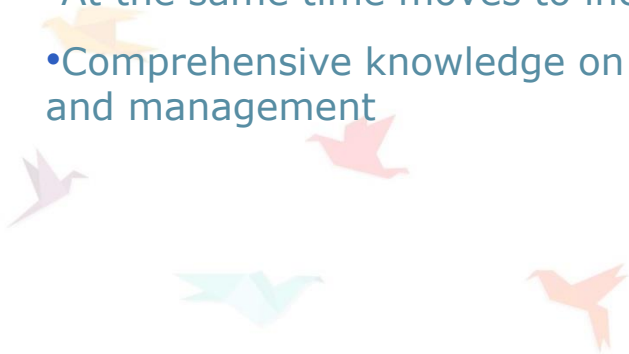 •At the same time moves to
•Comprehensive knowledge on
and management